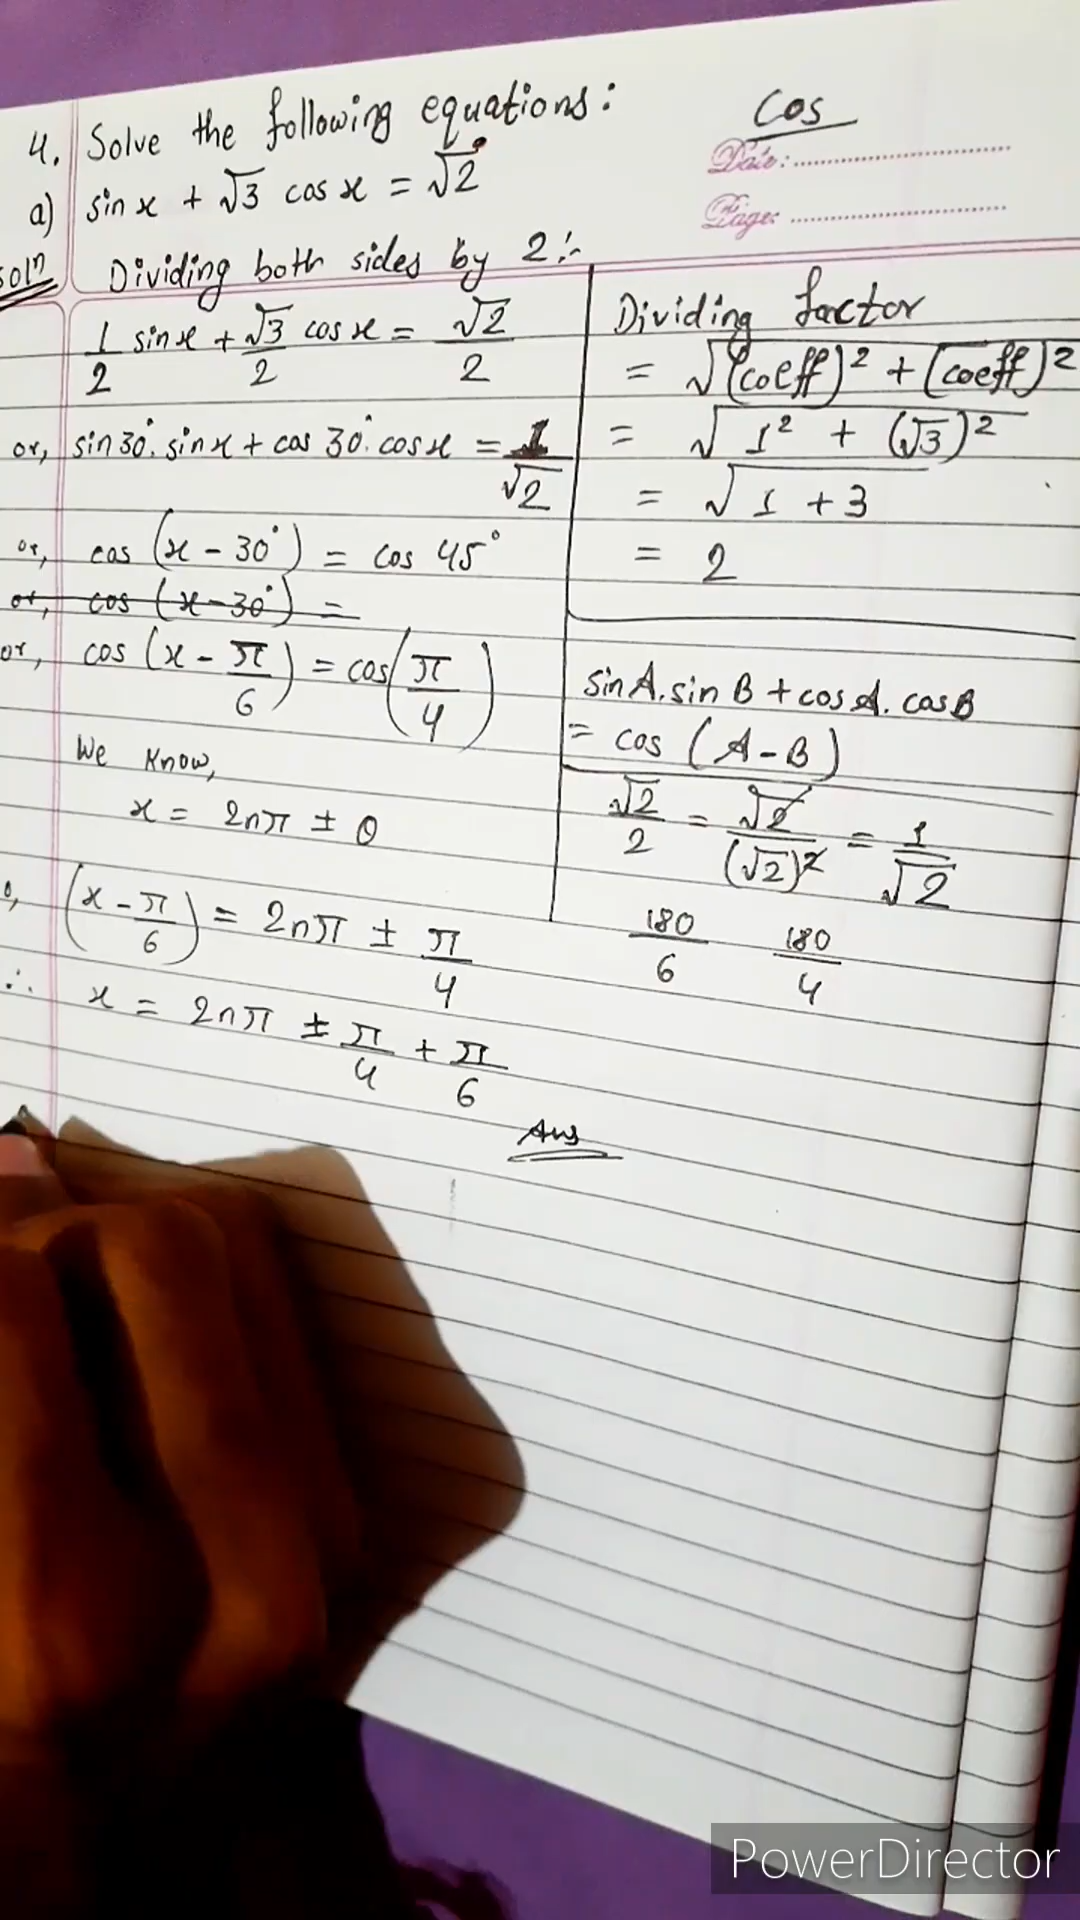 4. Solve the following equations:
a) sin x + √3 cos x = √2
Soln Dividing both sides by 2:-
1/2 sin x + √3/2 cos x = √2/2
or, sin 30°. sin x + cos 30°. cos x = 1/√2
or, cos (x - 30°) = cos 45°
or, cos (x - 30°) =
or, cos (x - π/6) = cos (π/4)
We Know,
x = 2nπ ± θ
(x - π/6) = 2nπ ± π/4
∴ x = 2nπ ± π/4 + π/6
Ans
Cos
Date:
Page:
Dividing factor
= √(coeff)² + (coeff)²
= √1² + (√3)²
= √1 + 3
= 2
sin A. sin B + cos A. cos B
= cos (A - B)
√2/2 = √2/(√2)² = 1/√2
180/6 180/4
PowerDirector